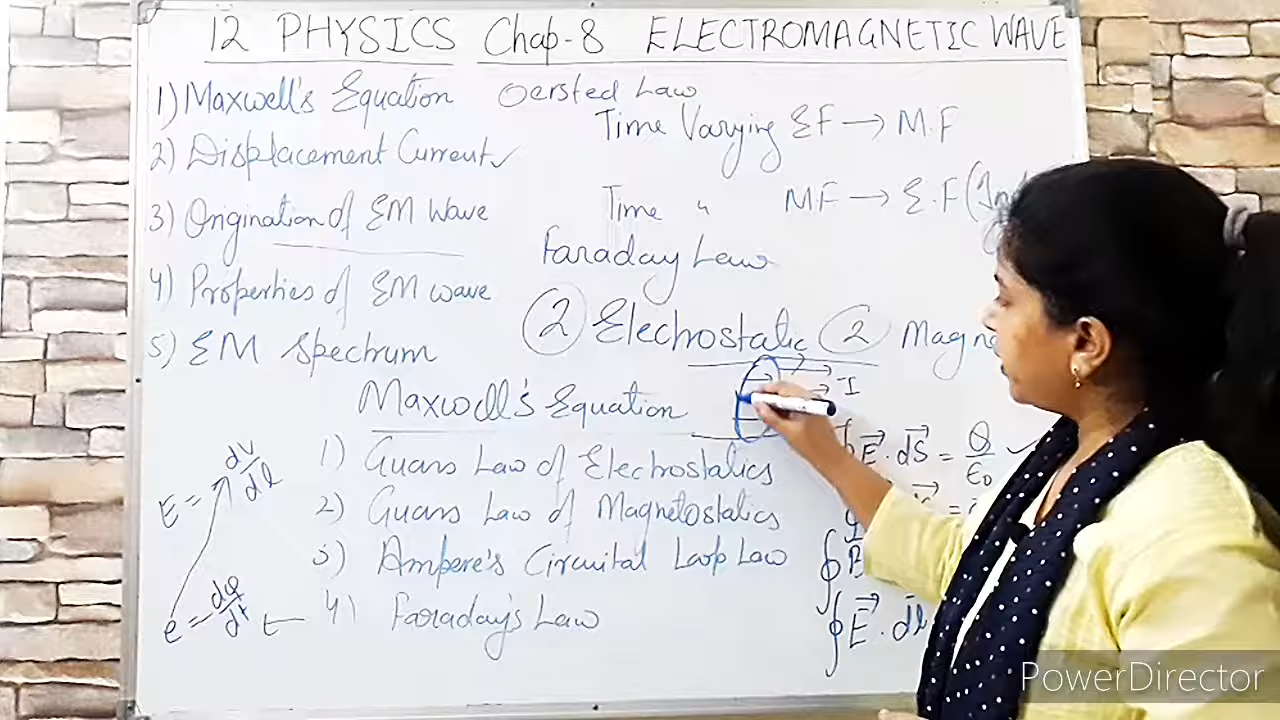 12 PHYSICS Chap-8 ELECTROMAGNETIC WAVE
1) Maxwell's Equation Oersted Law
Time Varying EF → M.F
2) Displacement Current
3) Origination of EM Wave
Time " MF → E.F
Faraday Law
4) Properties of EM wave
5) EM Spectrum
② Electrostatic ② Magn
I
Maxwell's Equation
1) Guass Law of Electrostatics
E⃗ . dS⃗ = Q/ε0
2) Guass Law of Magnetostatics
3) Ampere's Circuital Loop Law
4) Faraday's Law
∮ E⃗ . dl
E = dV/dl
e = dφ/dt
PowerDirector